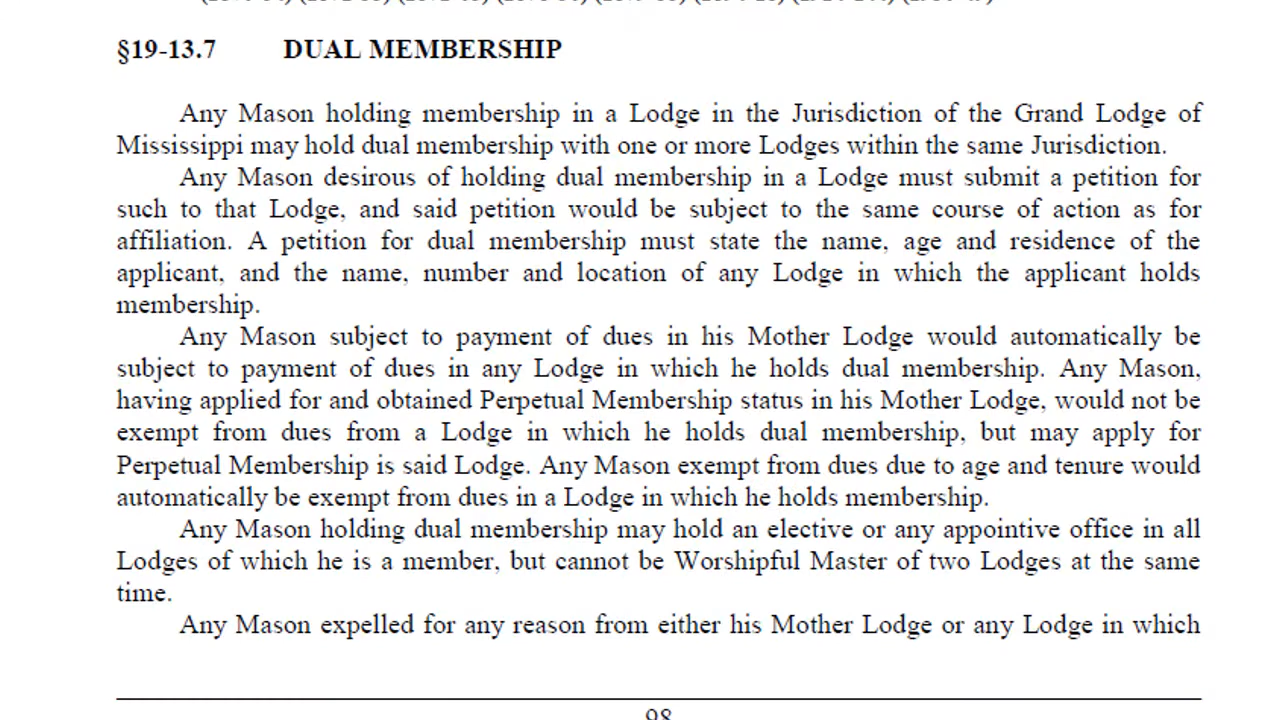 §19-13.7 DUAL MEMBERSHIP
Any Mason holding membership in a Lodge in the Jurisdiction of the Grand Lodge of
Mississippi may hold dual membership with one or more Lodges within the same Jurisdiction.
Any Mason desirous of holding dual membership in a Lodge must submit a petition for
such to that Lodge, and said petition would be subject to the same course of action as for
affiliation. A petition for dual membership must state the name, age and residence of the
applicant, and the name, number and location of any Lodge in which the applicant holds
membership.
Any Mason subject to payment of dues in his Mother Lodge would automatically be
subject to payment of dues in any Lodge in which he holds dual membership. Any Mason,
having applied for and obtained Perpetual Membership status in his Mother Lodge, would not be
exempt from dues from a Lodge in which he holds dual membership, but may apply for
Perpetual Membership is said Lodge. Any Mason exempt from dues due to age and tenure would
automatically be exempt from dues in a Lodge in which he holds membership.
Any Mason holding dual membership may hold an elective or any appointive office in all
Lodges of which he is a member, but cannot be Worshipful Master of two Lodges at the same
time.
Any Mason expelled for any reason from either his Mother Lodge or any Lodge in which
98